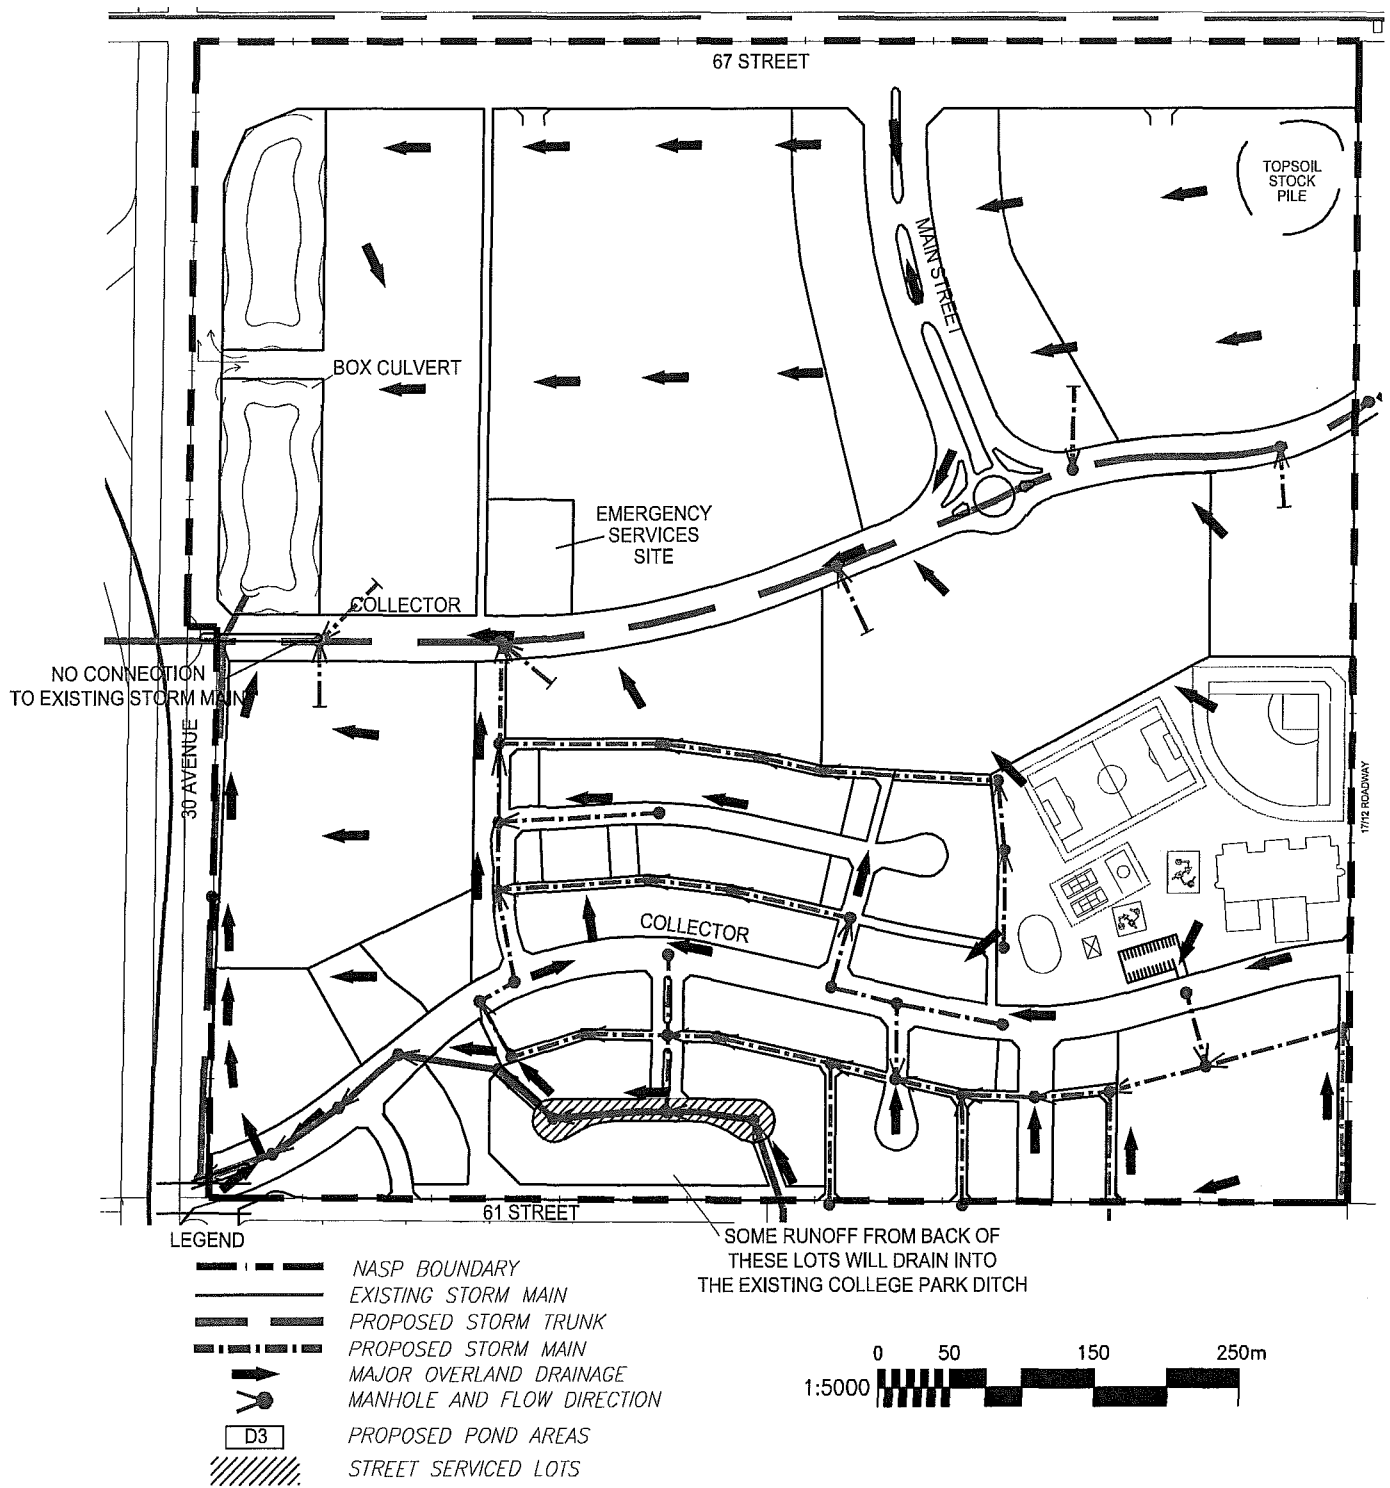 67 STREET
TOPSOIL
STOCK
PILE
MAIN STREET
BOX CULVERT
EMERGENCY
SERVICES
SITE
COLLECTOR
NO CONNECTION
TO EXISTING STORM MAIN
30 AVENUE
17/12 ROADWAY
COLLECTOR
61 STREET
SOME RUNOFF FROM BACK OF
THESE LOTS WILL DRAIN INTO
THE EXISTING COLLEGE PARK DITCH
LEGEND
NASP BOUNDARY
EXISTING STORM MAIN
PROPOSED STORM TRUNK
PROPOSED STORM MAIN
MAJOR OVERLAND DRAINAGE
MANHOLE AND FLOW DIRECTION
D3 PROPOSED POND AREAS
STREET SERVICED LOTS
0 50 150 250m
1:5000